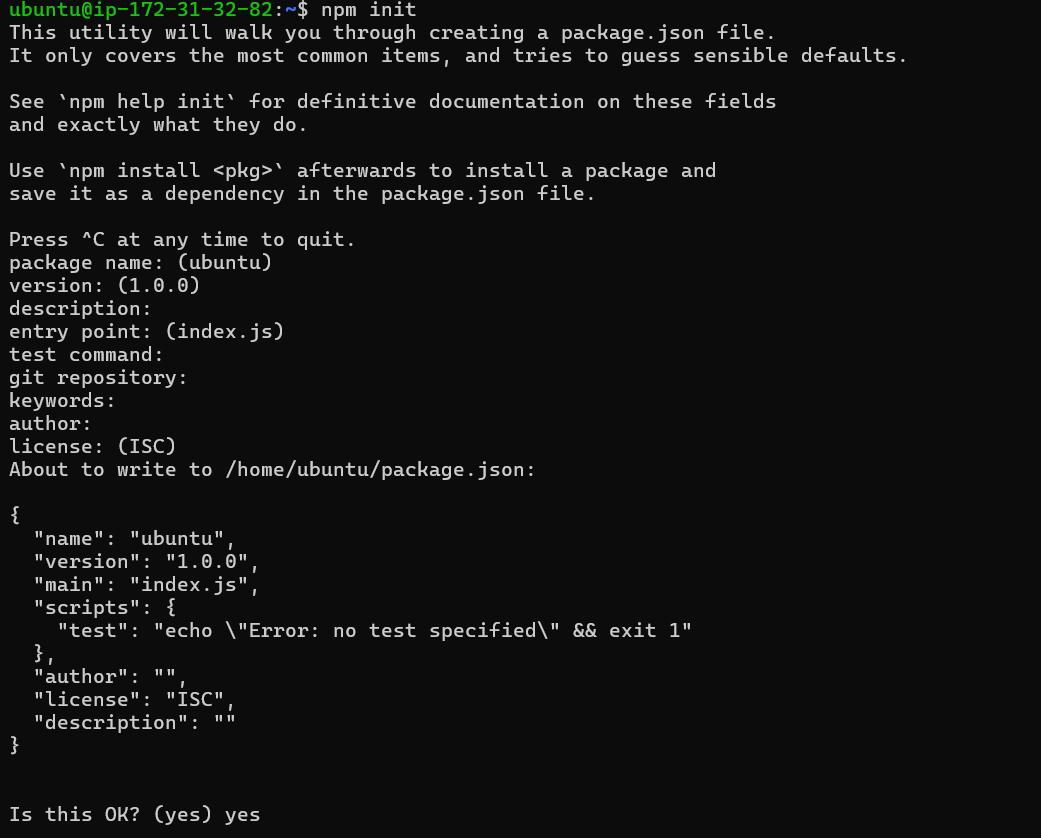 ubuntu@ip-172-31-32-82:~$ npm init
This utility will walk you through creating a package.json file.
It only covers the most common items, and tries to guess sensible defaults.

See `npm help init` for definitive documentation on these fields
and exactly what they do.

Use `npm install <pkg>` afterwards to install a package and
save it as a dependency in the package.json file.

Press ^C at any time to quit.
package name: (ubuntu)
version: (1.0.0)
description:
entry point: (index.js)
test command:
git repository:
keywords:
author:
license: (ISC)
About to write to /home/ubuntu/package.json:

{
  "name": "ubuntu",
  "version": "1.0.0",
  "main": "index.js",
  "scripts": {
    "test": "echo \"Error: no test specified\" && exit 1"
  },
  "author": "",
  "license": "ISC",
  "description": ""
}


Is this OK? (yes) yes